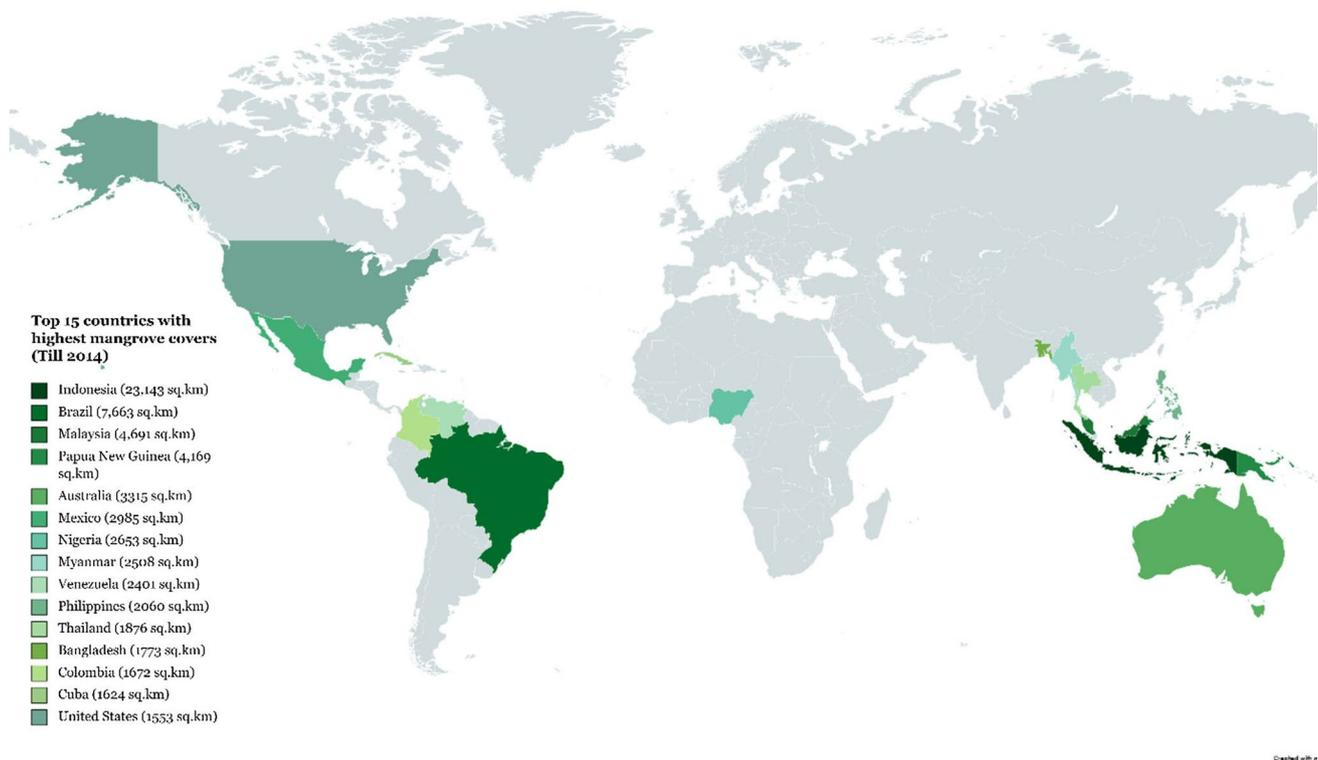 Top 15 countries with
highest mangrove covers
(Till 2014)
Indonesia (23,143 sq.km)
Brazil (7,663 sq.km)
Malaysia (4,691 sq.km)
Papua New Guinea (4,169
sq.km)
Australia (3315 sq.km)
Mexico (2985 sq.km)
Nigeria (2653 sq.km)
Myanmar (2508 sq.km)
Venezuela (2401 sq.km)
Philippines (2060 sq.km)
Thailand (1876 sq.km)
Bangladesh (1773 sq.km)
Colombia (1672 sq.km)
Cuba (1624 sq.km)
United States (1553 sq.km)
Created with